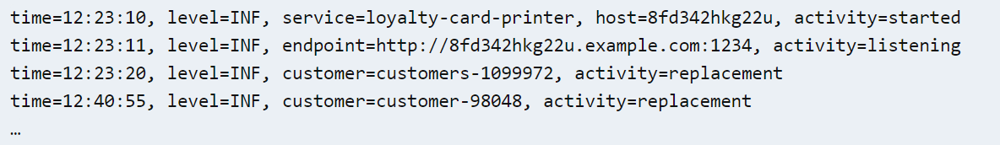 time=12:23:10, level=INF, service=loyalty-card-printer, host=8fd342hkg22u, activity=started
time=12:23:11, level=INF, endpoint=http://8fd342hkg22u.example.com:1234, activity=listening
time=12:23:20, level=INF, customer=customers-1099972, activity=replacement
time=12:40:55, level=INF, customer=customer-98048, activity=replacement
…